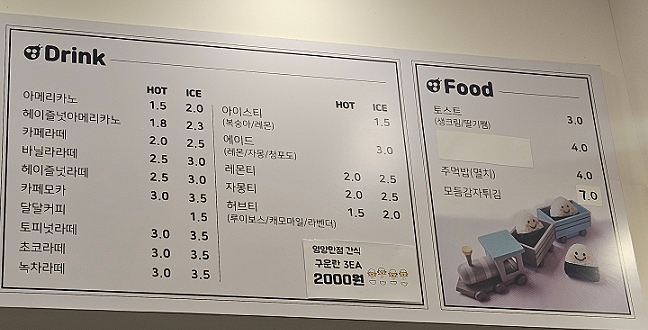 Drink
HOT ICE
아메리카노 1.5 2.0
헤이즐넛아메리카노 1.8 2.3
카페라떼 2.0 2.5
바닐라라떼 2.5 3.0
헤이즐넛라떼 2.5 3.0
카페모카 3.0 3.5
달달커피 1.5
토피넛라떼 3.0 3.5
초코라떼 3.0 3.5
녹차라떼 3.0 3.5
HOT ICE
아이스티 1.5
(복숭아/레몬)
에이드 3.0
(레몬/자몽/청포도)
레몬티 2.0 2.5
자몽티 2.0 2.5
허브티 1.5 2.0
(루이보스/캐모마일/라벤더)
영양만점 간식
구운란 3EA
2000원
Food
토스트 3.0
(생크림/딸기쨈)
4.0
주먹밥(멸치) 4.0
모듬감자튀김 7.0